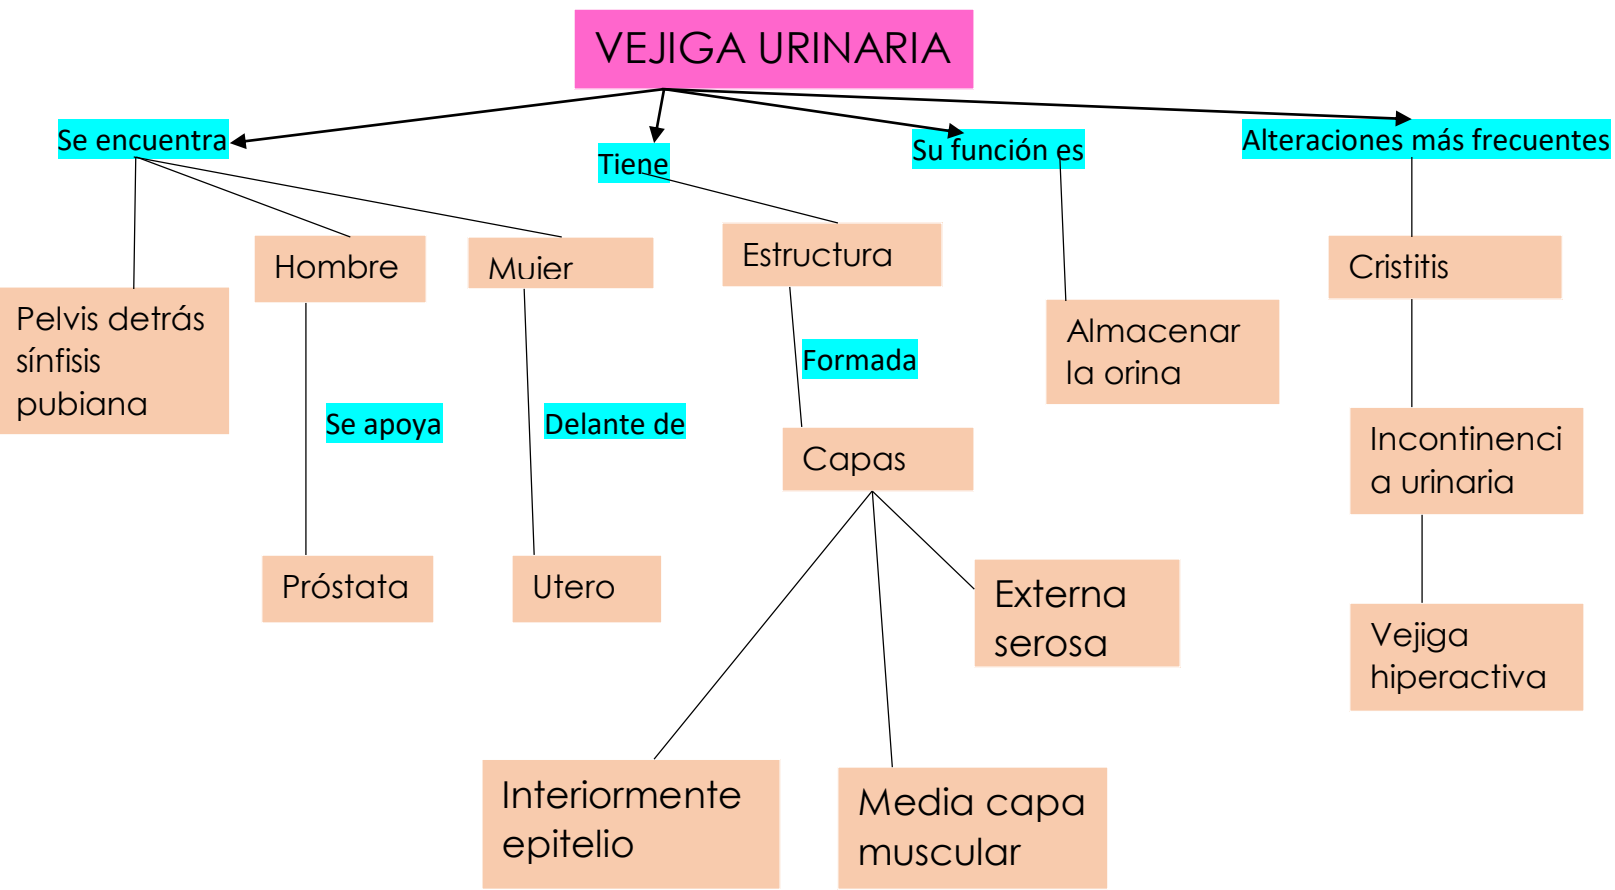 VEJIGA URINARIA
Se encuentra
Tiene
Su función es
Alteraciones más frecuentes
Hombre
Mujer
Estructura
Cristitis
Pelvis detrás
sínfisis
pubiana
Almacenar
la orina
Formada
Se apoya
Delante de
Capas
Incontinenci
a urinaria
Próstata
Utero
Externa
serosa
Vejiga
hiperactiva
Interiormente
epitelio
Media capa
muscular